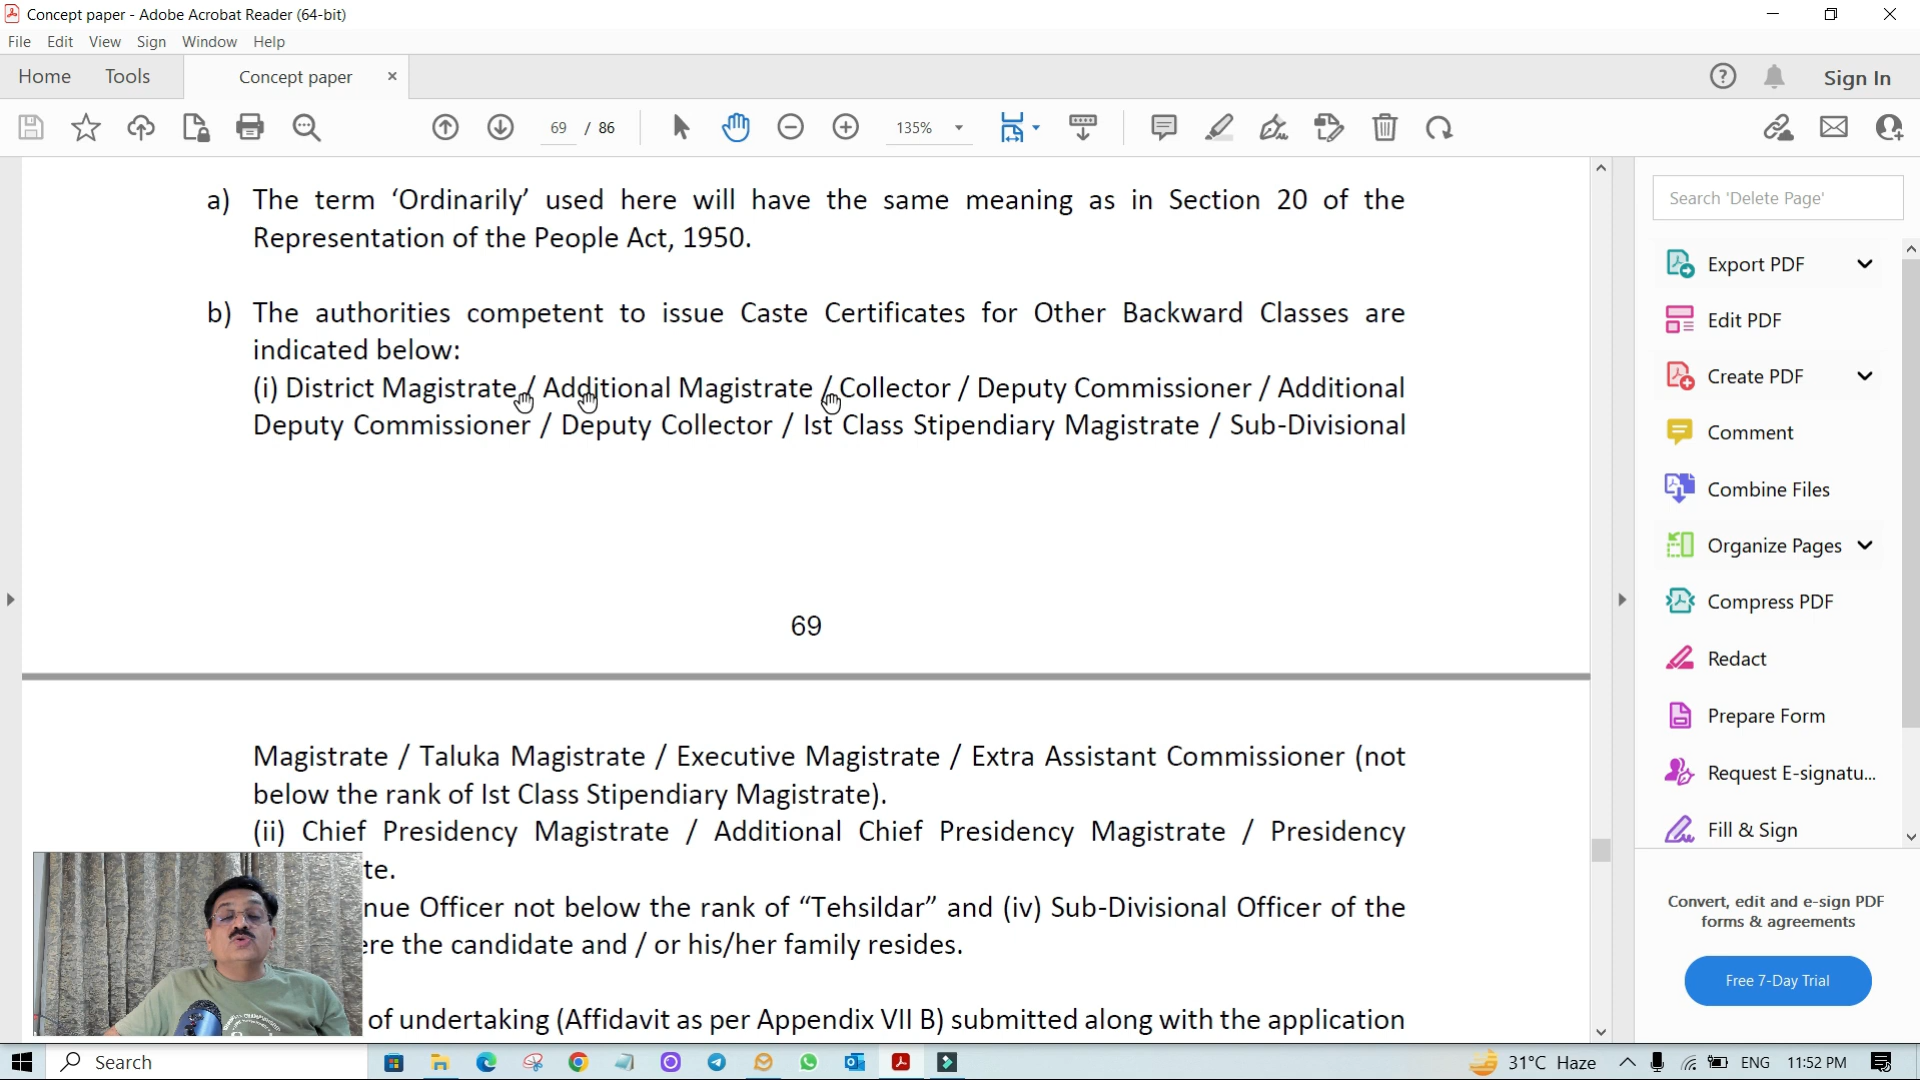 Concept paper - Adobe Acrobat Reader (64-bit)
File Edit View Sign Window Help
Home Tools Concept paper
Sign In
69 / 86 135%
a) The term ‘Ordinarily’ used here will have the same meaning as in Section 20 of the
Representation of the People Act, 1950.
b) The authorities competent to issue Caste Certificates for Other Backward Classes are
indicated below:
(i) District Magistrate / Additional Magistrate / Collector / Deputy Commissioner / Additional
Deputy Commissioner / Deputy Collector / Ist Class Stipendiary Magistrate / Sub-Divisional
69
Magistrate / Taluka Magistrate / Executive Magistrate / Extra Assistant Commissioner (not
below the rank of Ist Class Stipendiary Magistrate).
(ii) Chief Presidency Magistrate / Additional Chief Presidency Magistrate / Presidency
te.
nue Officer not below the rank of “Tehsildar” and (iv) Sub-Divisional Officer of the
ere the candidate and / or his/her family resides.
of undertaking (Affidavit as per Appendix VII B) submitted along with the application
Search 'Delete Page'
Export PDF
Edit PDF
Create PDF
Comment
Combine Files
Organize Pages
Compress PDF
Redact
Prepare Form
Request E-signatu...
Fill & Sign
Convert, edit and e-sign PDF
forms & agreements
Free 7-Day Trial
Search
31°C Haze ENG 11:52 PM